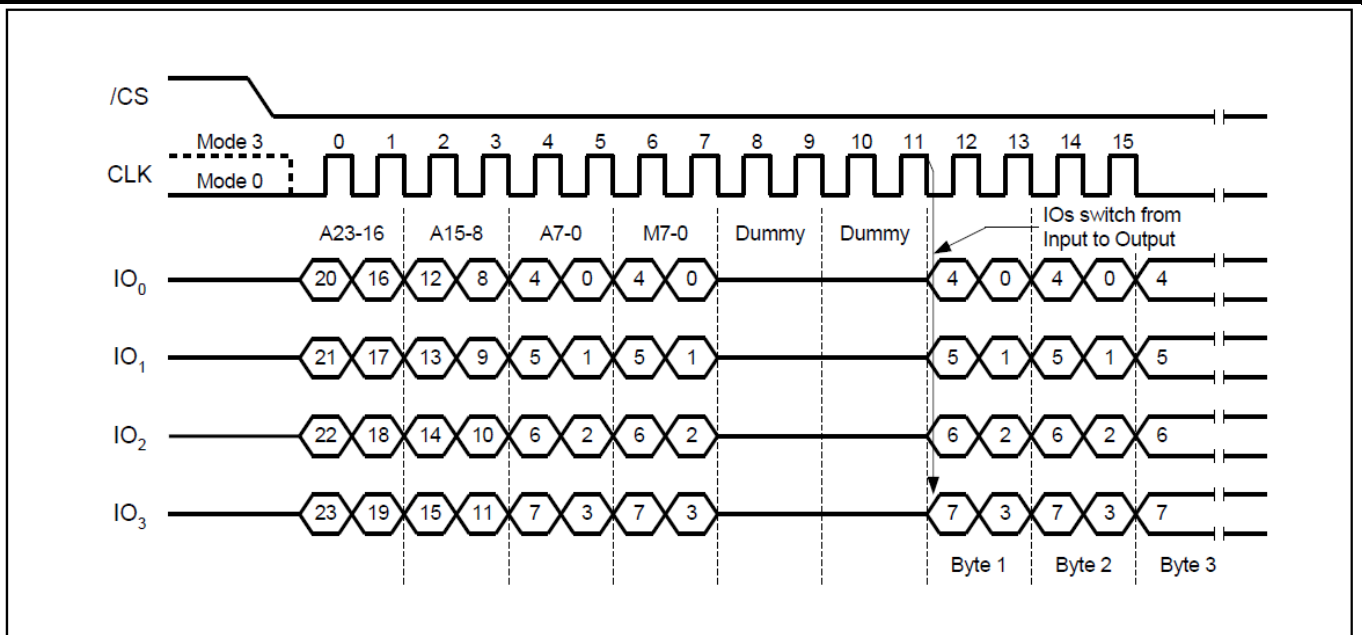 /CS
Mode 3 0 1 2 3 4 5 6 7 8 9 10 11 12 13 14 15
CLK
Mode 0
IOs switch from
Input to Output
A23-16 A15-8 A7-0 M7-0 Dummy Dummy
IO0 20 16 12 8 4 0 4 0 4 0 4 0 4
IO1 21 17 13 9 5 1 5 1 5 1 5 1 5
IO2 22 18 14 10 6 2 6 2 6 2 6 2 6
IO3 23 19 15 11 7 3 7 3 7 3 7 3 7
Byte 1 Byte 2 Byte 3